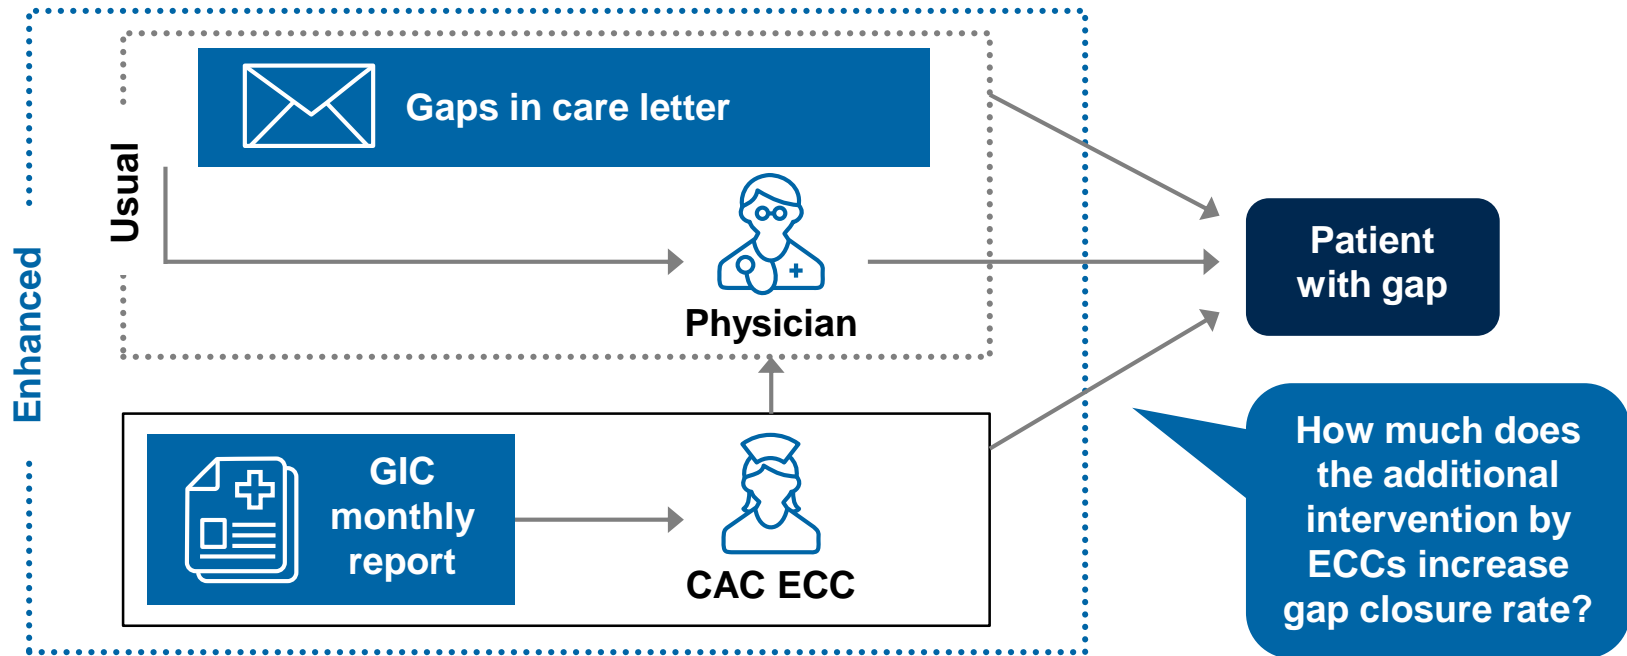 Enhanced
Usual
Gaps in care letter
Physician
Patient
with gap
GIC
monthly
report
CAC ECC
How much does
the additional
intervention by
ECCs increase
gap closure rate?